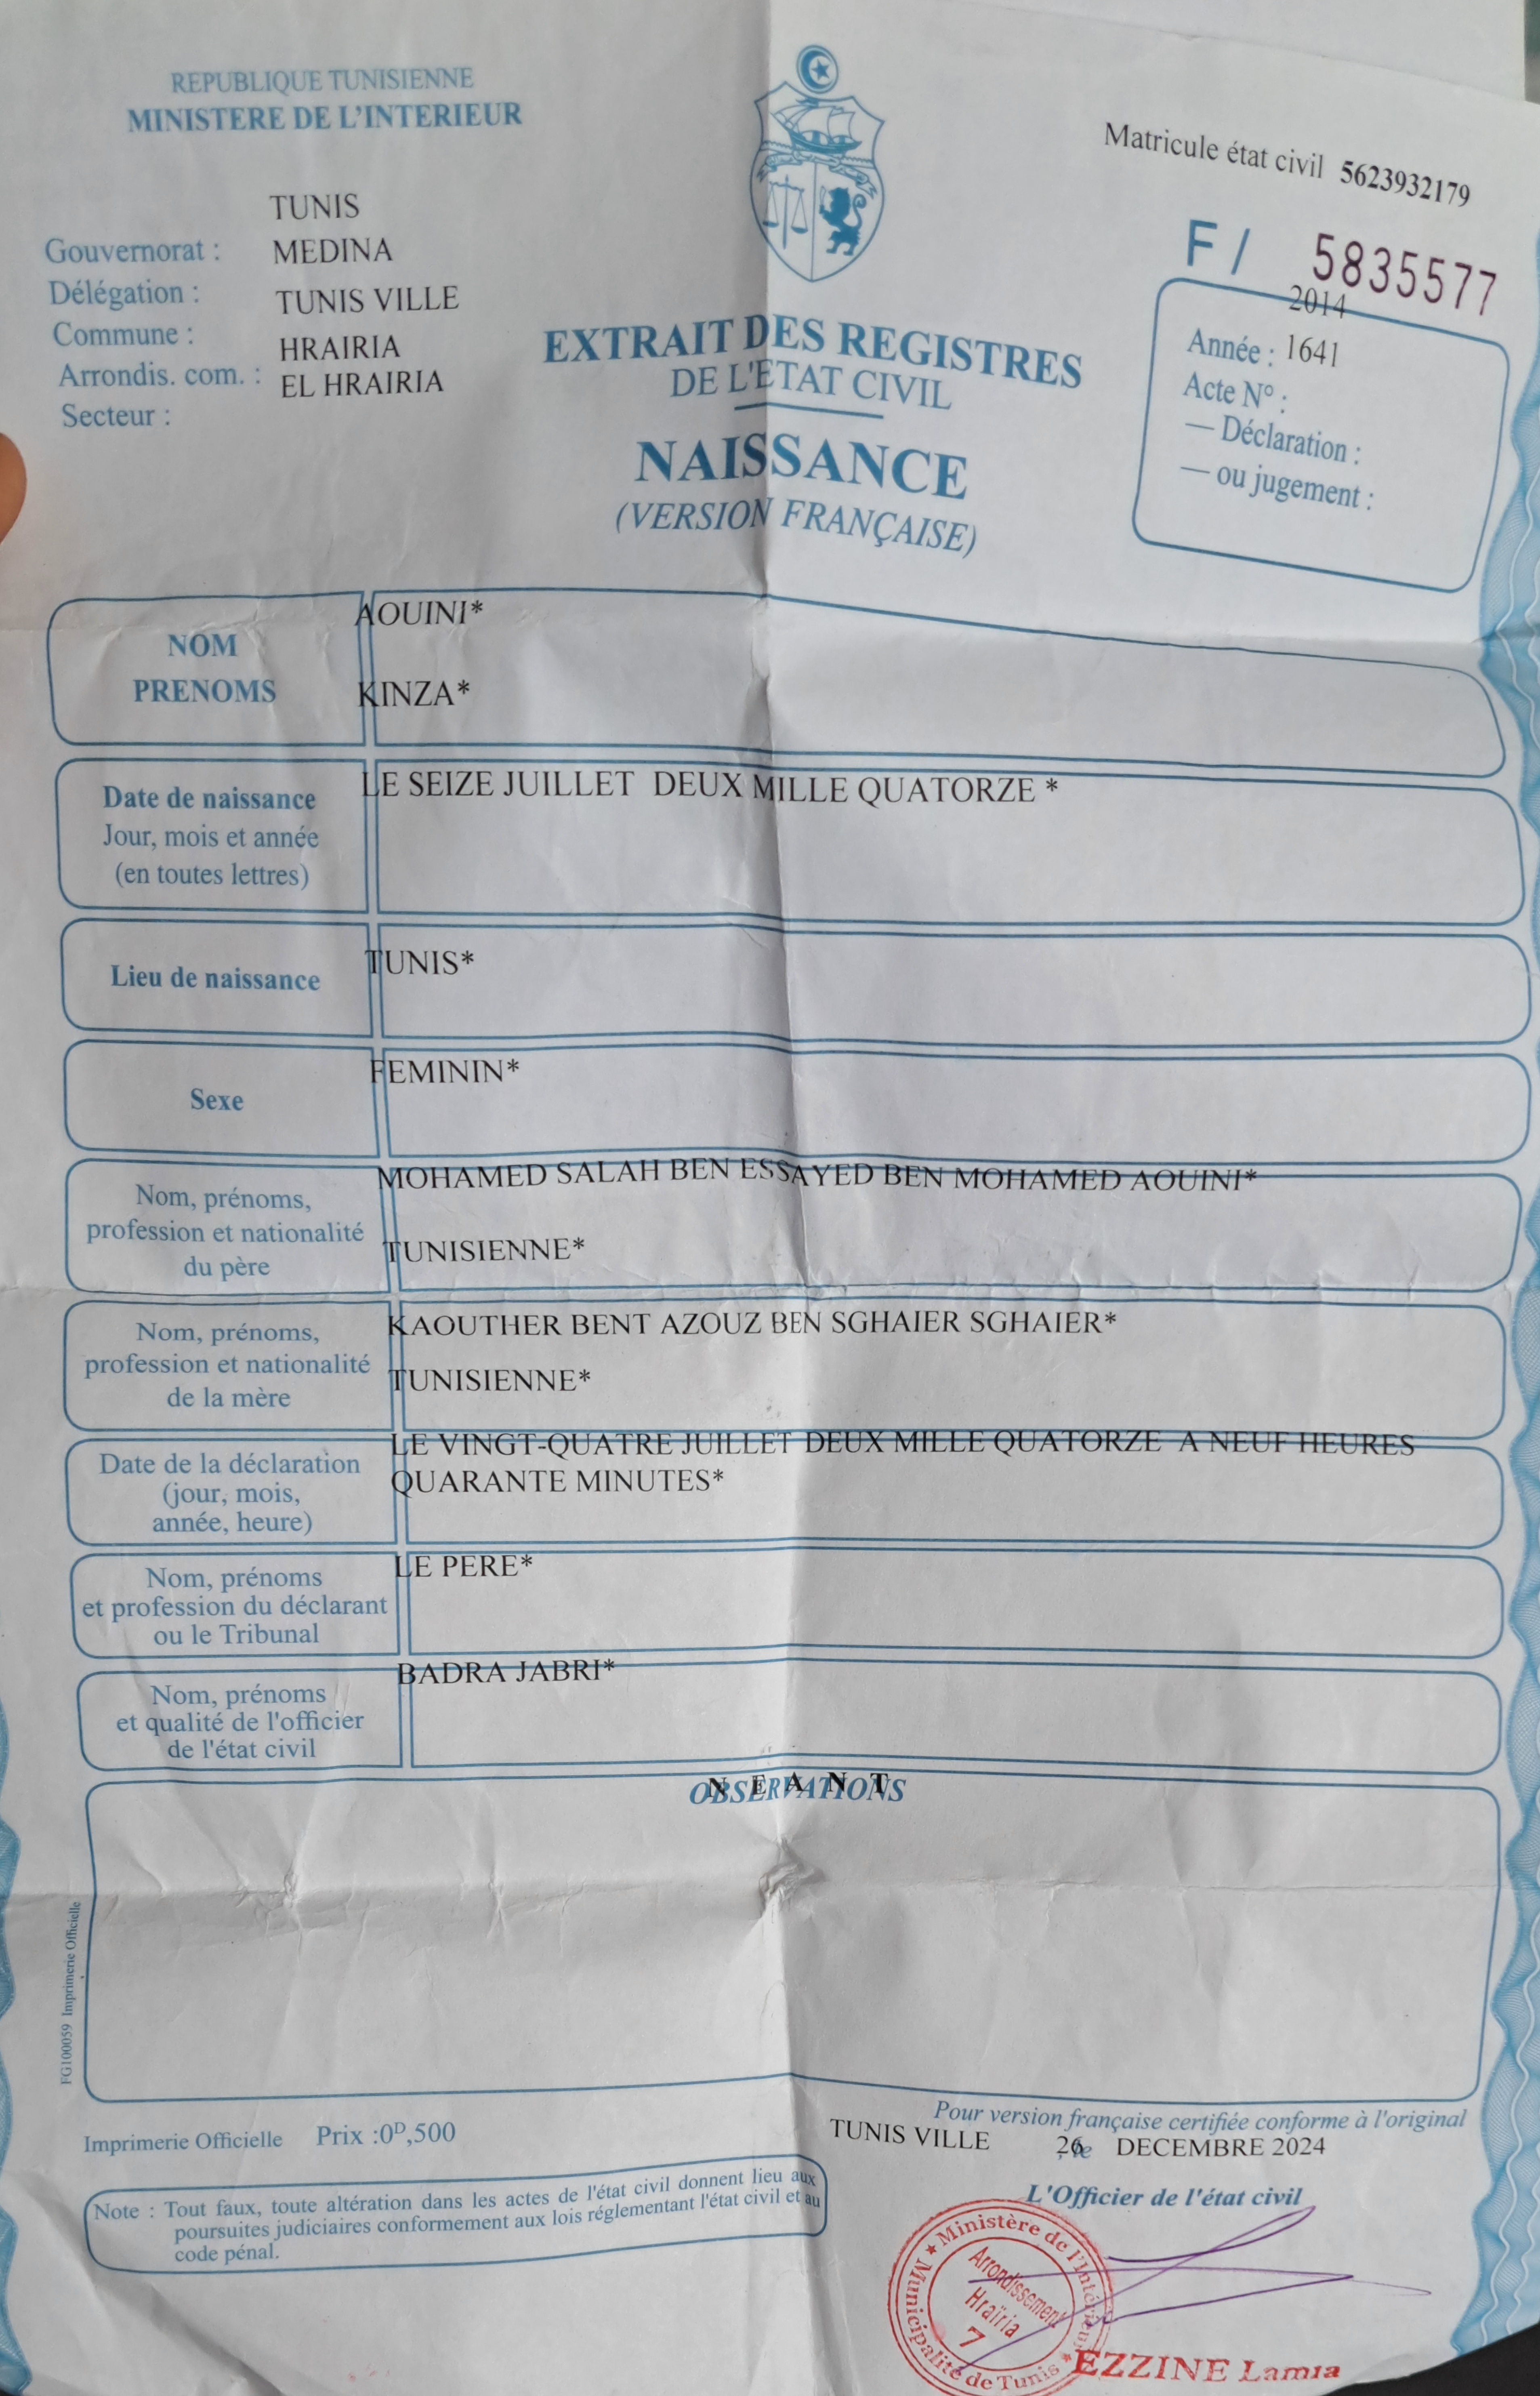 REPUBLIQUE TUNISIENNE
MINISTERE DE L'INTERIEUR
Matricule état civil 5623932179
F / 5835577
TUNIS
Gouvernorat : MEDINA
Délégation : TUNIS VILLE
Commune : HRAIRIA
Arrondis. com. : EL HRAIRIA
Secteur :
EXTRAIT DES REGISTRES
DE L'ETAT CIVIL
NAISSANCE
(VERSION FRANÇAISE)
2014
Année : 1641
Acte N° :
— Déclaration :
— ou jugement :
NOM
PRENOMS
AOUINI*
KINZA*
Date de naissance
Jour, mois et année
(en toutes lettres)
LE SEIZE JUILLET DEUX MILLE QUATORZE *
Lieu de naissance
TUNIS*
Sexe
FEMININ*
Nom, prénoms,
profession et nationalité
du père
MOHAMED SALAH BEN ESSAYED BEN MOHAMED AOUINI*
TUNISIENNE*
Nom, prénoms,
profession et nationalité
de la mère
KAOUTHER BENT AZOUZ BEN SGHAIER SGHAIER*
TUNISIENNE*
Date de la déclaration
(jour, mois,
année, heure)
LE VINGT-QUATRE JUILLET DEUX MILLE QUATORZE A NEUF HEURES
QUARANTE MINUTES*
Nom, prénoms
et profession du déclarant
ou le Tribunal
LE PERE*
Nom, prénoms
et qualité de l'officier
de l'état civil
BADRA JABRI*
OBSERVATIONS
N E A N T
FG100059 Imprimerie Officielle
Imprimerie Officielle Prix :0D,500
Pour version française certifiée conforme à l'original
TUNIS VILLE , le 26 DECEMBRE 2024
L'Officier de l'état civil
Note : Tout faux, toute altération dans les actes de l'état civil donnent lieu aux
poursuites judiciaires conformement aux lois réglementant l'état civil et au
code pénal.
★ Ministère de l'Intérieur ★ Municipalité de Tunis
Arrondissement
Hraïria
7
EZZINE Lamia